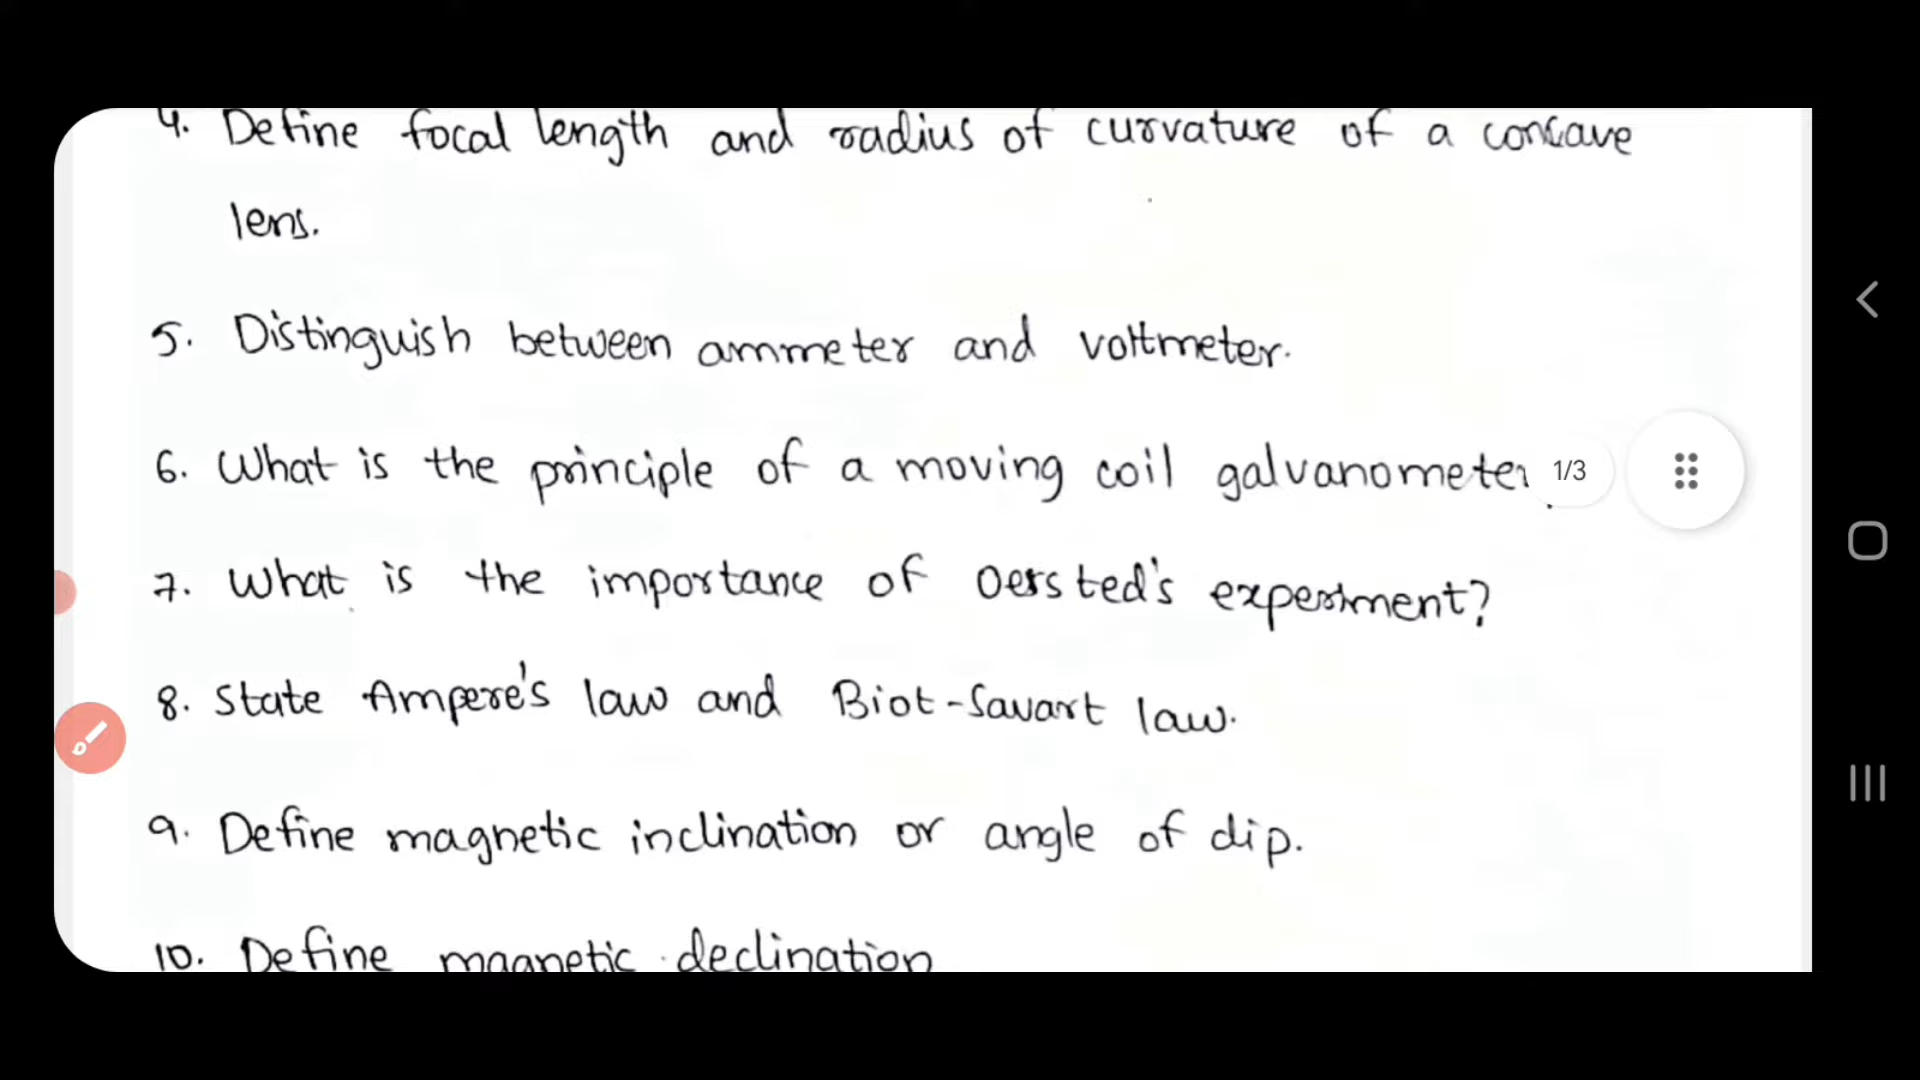 4. Define focal length and radius of curvature of a concave
lens.
5. Distinguish between ammeter and voltmeter.
6. What is the principle of a moving coil galvanometer
1/3
7. What is the importance of Oersted's experiment?
8. State Ampere's law and Biot-Savart law.
9. Define magnetic inclination or angle of dip.
10. Define magnetic declination